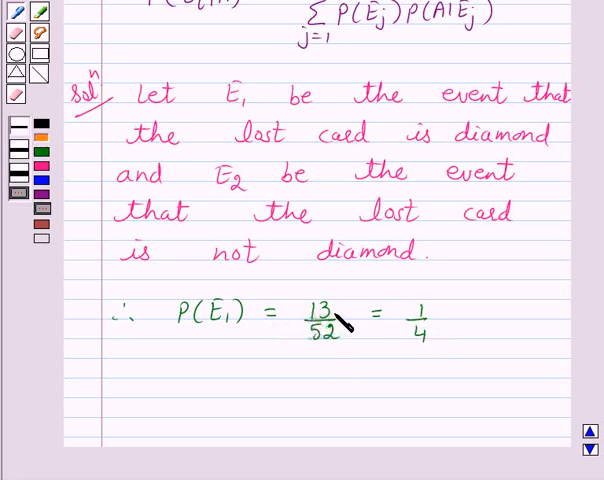 Σ P(Ej) P(A|Ej)
j=1
Solⁿ Let E₁ be the event that
the lost card is diamond
and E₂ be the event
that the lost card
is not diamond.
∴ P(E₁) = 13/52 = 1/4